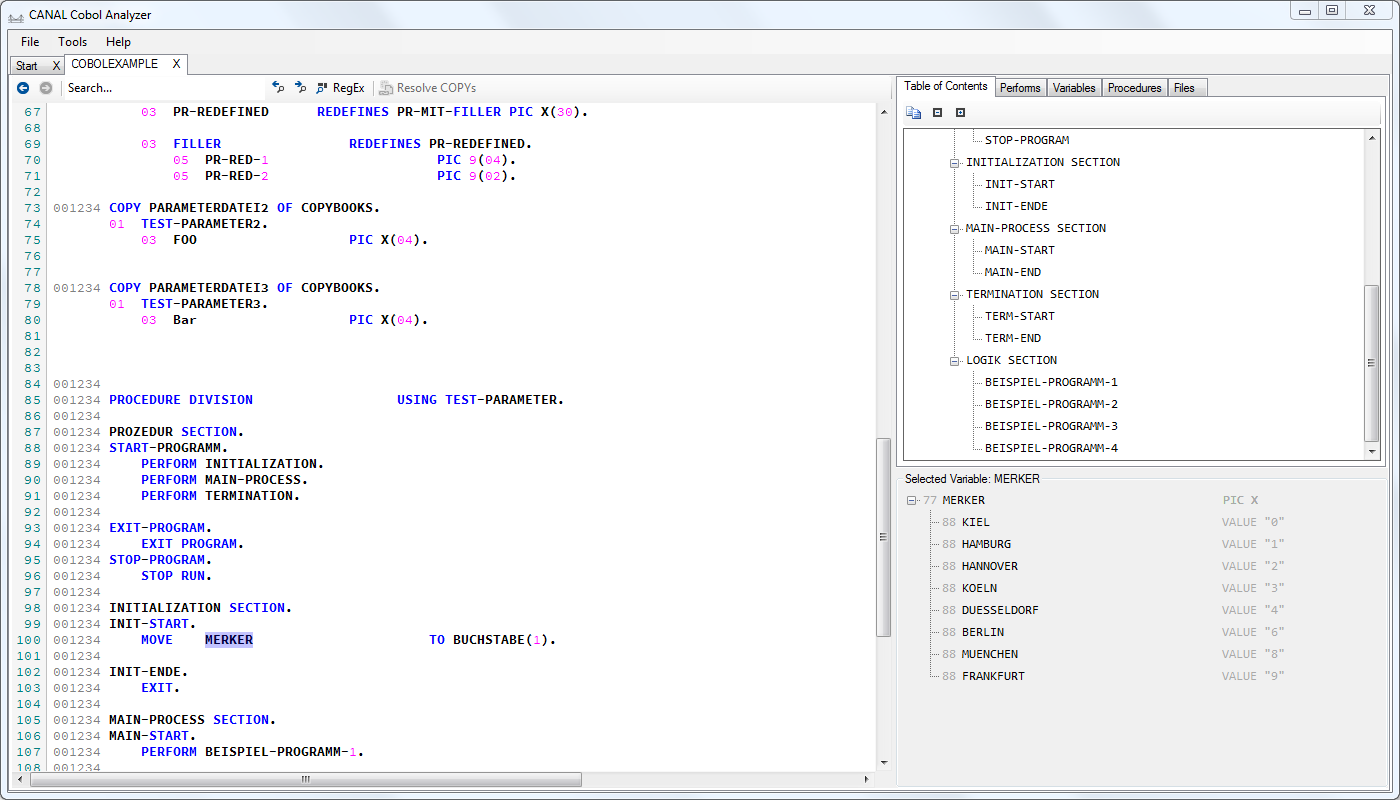 CANAL Cobol Analyzer
File Tools Help
Start X COBOLEXAMPLE X
Search... RegEx Resolve COPYs
67 03 PR-REDEFINED REDEFINES PR-MIT-FILLER PIC X(30).
68
69 03 FILLER REDEFINES PR-REDEFINED.
70 05 PR-RED-1 PIC 9(04).
71 05 PR-RED-2 PIC 9(02).
72
73 001234 COPY PARAMETERDATEI2 OF COPYBOOKS.
74 01 TEST-PARAMETER2.
75 03 FOO PIC X(04).
76
77
78 001234 COPY PARAMETERDATEI3 OF COPYBOOKS.
79 01 TEST-PARAMETER3.
80 03 Bar PIC X(04).
81
82
83
84 001234
85 001234 PROCEDURE DIVISION USING TEST-PARAMETER.
86 001234
87 001234 PROZEDUR SECTION.
88 001234 START-PROGRAMM.
89 001234 PERFORM INITIALIZATION.
90 001234 PERFORM MAIN-PROCESS.
91 001234 PERFORM TERMINATION.
92 001234
93 001234 EXIT-PROGRAM.
94 001234 EXIT PROGRAM.
95 001234 STOP-PROGRAM.
96 001234 STOP RUN.
97 001234
98 001234 INITIALIZATION SECTION.
99 001234 INIT-START.
100 001234 MOVE MERKER TO BUCHSTABE(1).
101 001234
102 001234 INIT-ENDE.
103 001234 EXIT.
104 001234
105 001234 MAIN-PROCESS SECTION.
106 001234 MAIN-START.
107 001234 PERFORM BEISPIEL-PROGRAMM-1.
108 001234
Table of Contents Performs Variables Procedures Files
STOP-PROGRAM
INITIALIZATION SECTION
INIT-START
INIT-ENDE
MAIN-PROCESS SECTION
MAIN-START
MAIN-END
TERMINATION SECTION
TERM-START
TERM-END
LOGIK SECTION
BEISPIEL-PROGRAMM-1
BEISPIEL-PROGRAMM-2
BEISPIEL-PROGRAMM-3
BEISPIEL-PROGRAMM-4
Selected Variable: MERKER
77 MERKER PIC X
88 KIEL VALUE "0"
88 HAMBURG VALUE "1"
88 HANNOVER VALUE "2"
88 KOELN VALUE "3"
88 DUESSELDORF VALUE "4"
88 BERLIN VALUE "6"
88 MUENCHEN VALUE "8"
88 FRANKFURT VALUE "9"